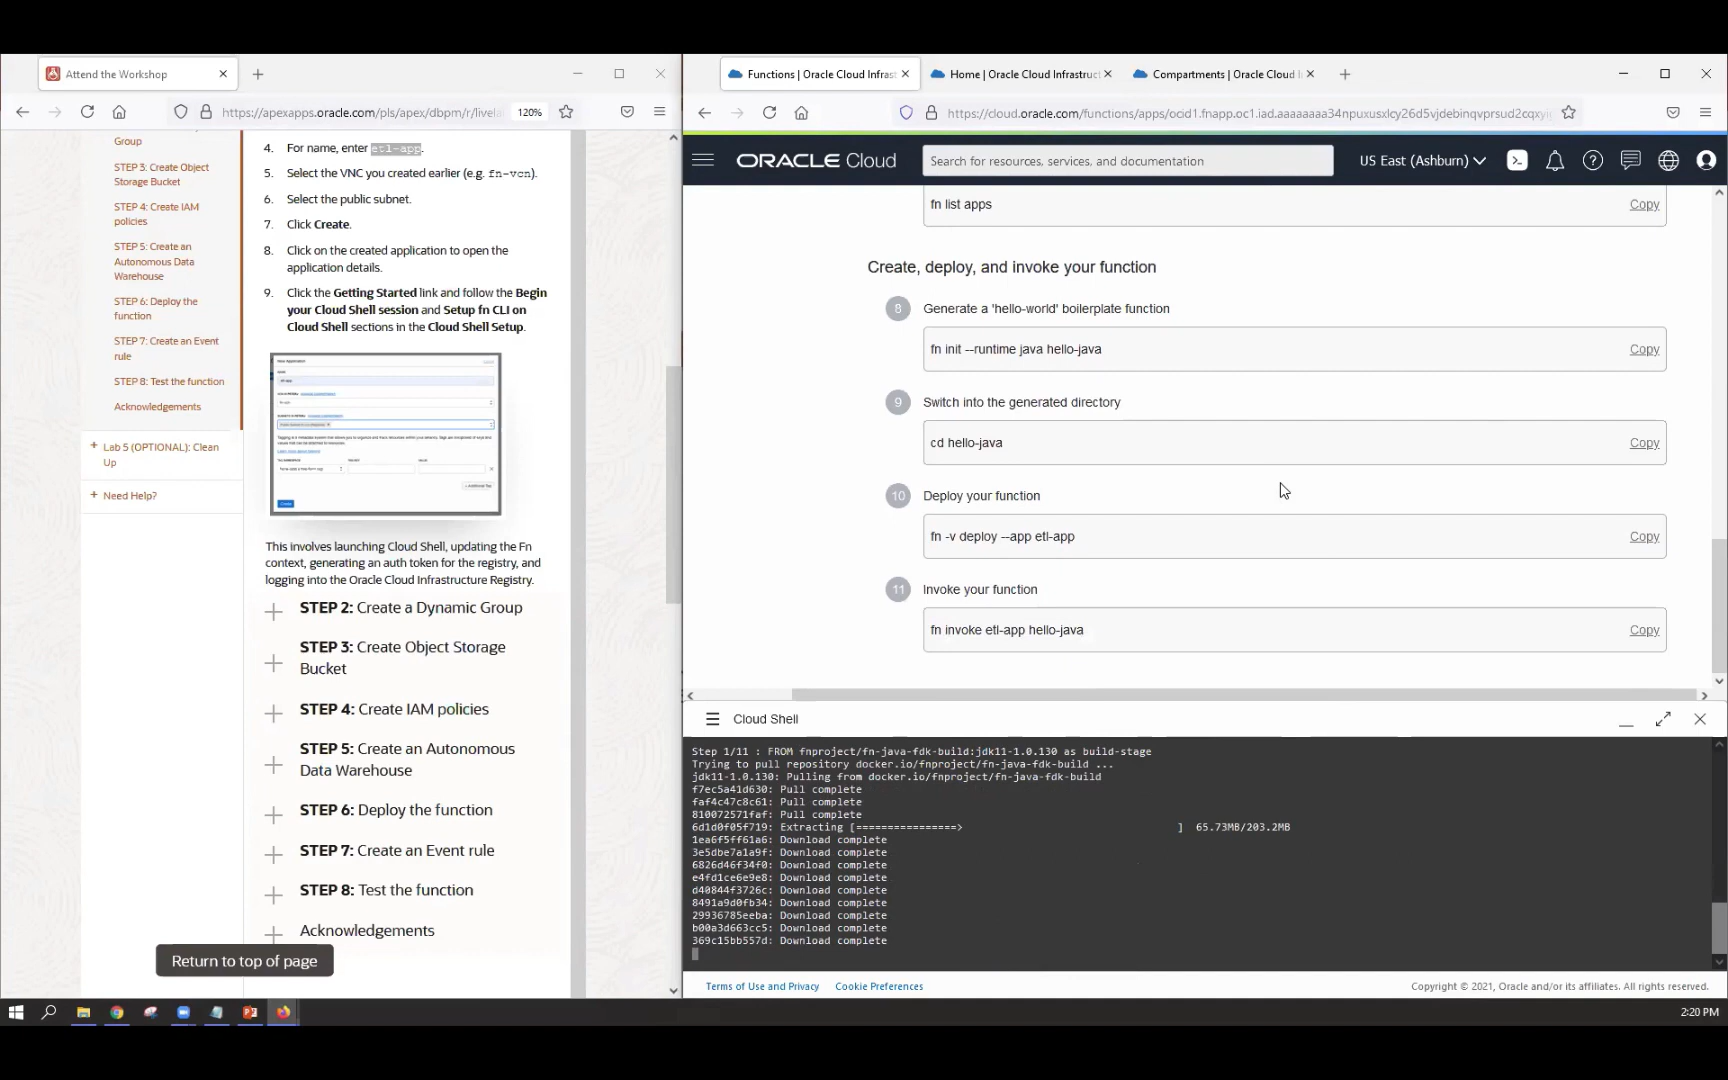 Attend the Workshop
https://apexapps.oracle.com/pls/apex/dbpm/r/livela
120%
Group
STEP 3: Create Object
Storage Bucket
STEP 4: Create IAM
policies
STEP 5: Create an
Autonomous Data
Warehouse
STEP 6: Deploy the
function
STEP 7: Create an Event
rule
STEP 8: Test the function
Acknowledgements
Lab 5 (OPTIONAL): Clean
Up
Need Help?
4. For name, enter etl-app.
5. Select the VNC you created earlier (e.g. fn-vcn).
6. Select the public subnet.
7. Click Create.
8. Click on the created application to open the
application details.
9. Click the Getting Started link and follow the Begin
your Cloud Shell session and Setup fn CLI on
Cloud Shell sections in the Cloud Shell Setup.
New Application
Create
This involves launching Cloud Shell, updating the Fn
context, generating an auth token for the registry, and
logging into the Oracle Cloud Infrastructure Registry.
STEP 2: Create a Dynamic Group
STEP 3: Create Object Storage
Bucket
STEP 4: Create IAM policies
STEP 5: Create an Autonomous
Data Warehouse
STEP 6: Deploy the function
STEP 7: Create an Event rule
STEP 8: Test the function
Acknowledgements
Return to top of page
Functions | Oracle Cloud Infras
Home | Oracle Cloud Infrastruct
Compartments | Oracle Cloud I
ORACLE Cloud
Search for resources, services, and documentation
US East (Ashburn)
fn list apps
Copy
Create, deploy, and invoke your function
8 Generate a 'hello-world' boilerplate function
fn init --runtime java hello-java
Copy
9 Switch into the generated directory
cd hello-java
Copy
10 Deploy your function
fn -v deploy --app etl-app
Copy
11 Invoke your function
fn invoke etl-app hello-java
Copy
Cloud Shell
Step 1/11 : FROM fnproject/fn-java-fdk-build:jdk11-1.0.130 as build-stage
Trying to pull repository docker.io/fnproject/fn-java-fdk-build ...
jdk11-1.0.130: Pulling from docker.io/fnproject/fn-java-fdk-build
f7ec5a41d630: Pull complete
faf4c47c8c61: Pull complete
810072571faf: Pull complete
6d1d0f05f719: Extracting [================> ] 65.73MB/203.2MB
1ea6f5ff61a6: Download complete
3e5dbe7a1a9f: Download complete
6826d46f34f0: Download complete
e4fd1ce6e9e8: Download complete
d40844f3726c: Download complete
8491a9d0fb34: Download complete
29936785eeba: Download complete
b00a3d663cc5: Download complete
369c15bb557d: Download complete
Terms of Use and Privacy
Cookie Preferences
Copyright © 2021, Oracle and/or its affiliates. All rights reserved.
2:20 PM